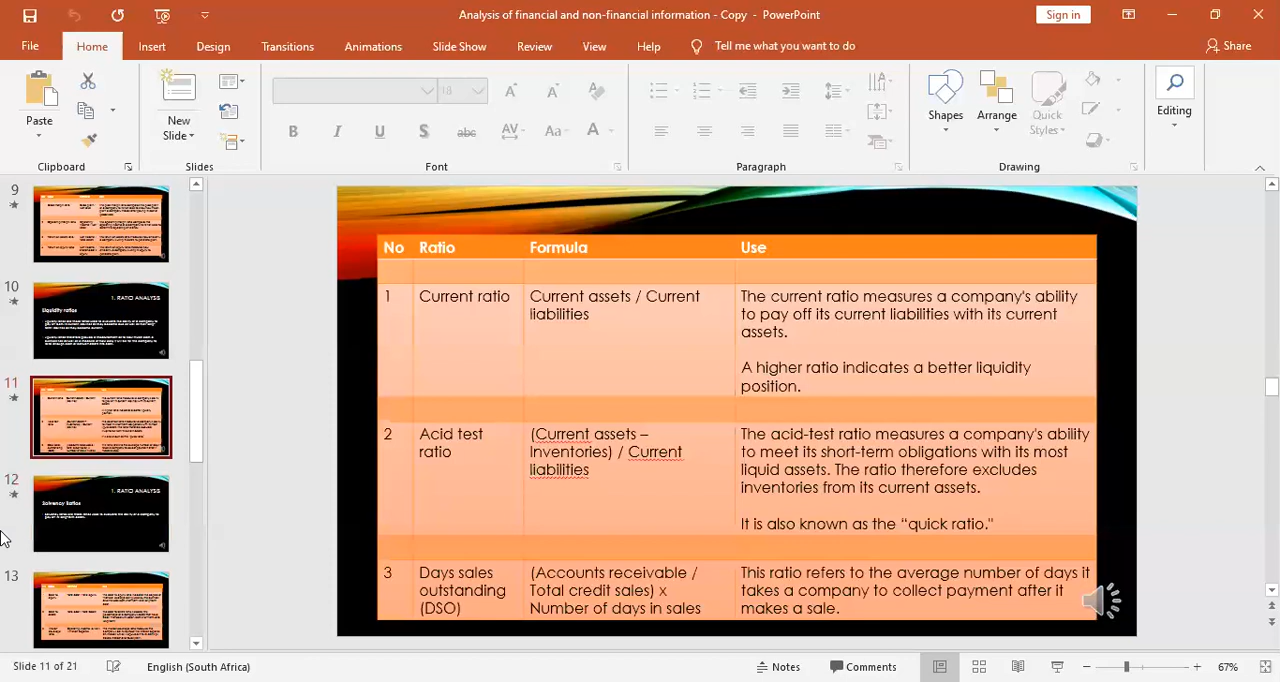 Analysis of financial and non-financial information - Copy - PowerPoint
Sign in
File
Home
Insert
Design
Transitions
Animations
Slide Show
Review
View
Help
Tell me what you want to do
Share
Paste
New
Slide
18
B I U S abc AV Aa A
Shapes
Arrange
Quick
Styles
Editing
Clipboard
Slides
Font
Paragraph
Drawing
9
10
1. RATIO ANALYSIS
Liquidity ratios
11
12
1. RATIO ANALYSIS
Solvency Ratios
13
No Ratio Formula Use
1 Current ratio Current assets / Current
liabilities
The current ratio measures a company's ability
to pay off its current liabilities with its current
assets.
A higher ratio indicates a better liquidity
position.
2 Acid test
ratio
(Current assets –
Inventories) / Current
liabilities
The acid-test ratio measures a company's ability
to meet its short-term obligations with its most
liquid assets. The ratio therefore excludes
inventories from its current assets.
It is also known as the “quick ratio."
3 Days sales
outstanding
(DSO)
(Accounts receivable /
Total credit sales) x
Number of days in sales
This ratio refers to the average number of days it
takes a company to collect payment after it
makes a sale.
Slide 11 of 21
English (South Africa)
Notes
Comments
67%